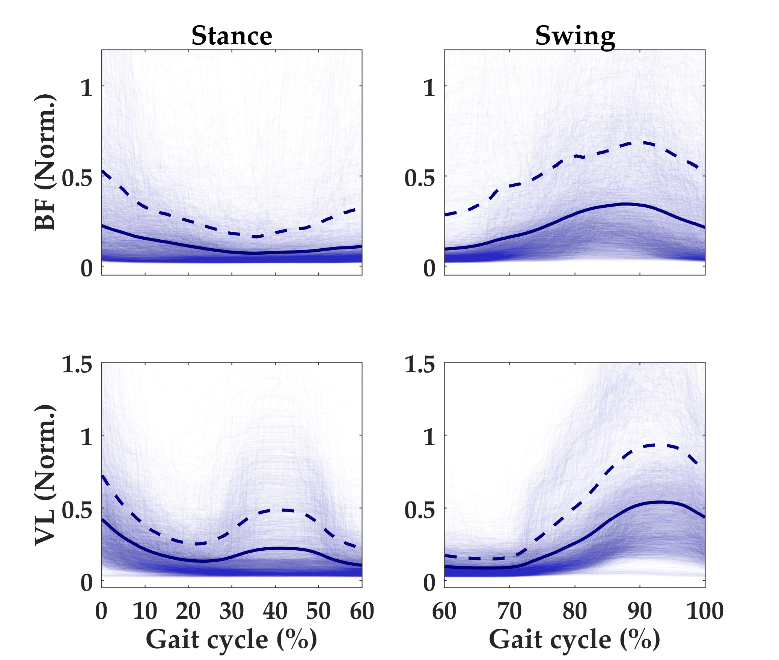 Stance Swing
BF (Norm.)
1 1
0.5 0.5
0 0
VL (Norm.)
1.5 1.5
1 1
0.5 0.5
0 0
0 10 20 30 40 50 60 60 70 80 90 100
Gait cycle (%) Gait cycle (%)